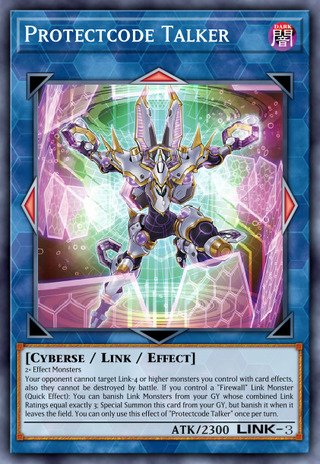 Protectcode Talker
DARK
闇
[Cyberse / Link / Effect]
2+ Effect Monsters
Your opponent cannot target Link-4 or higher monsters you control with card effects,
also they cannot be destroyed by battle. If you control a "Firewall" Link Monster
(Quick Effect): You can banish Link Monsters from your GY whose combined Link
Ratings equal exactly 3; Special Summon this card from your GY, but banish it when it
leaves the field. You can only use this effect of "Protectcode Talker" once per turn.
ATK/2300 LINK-3